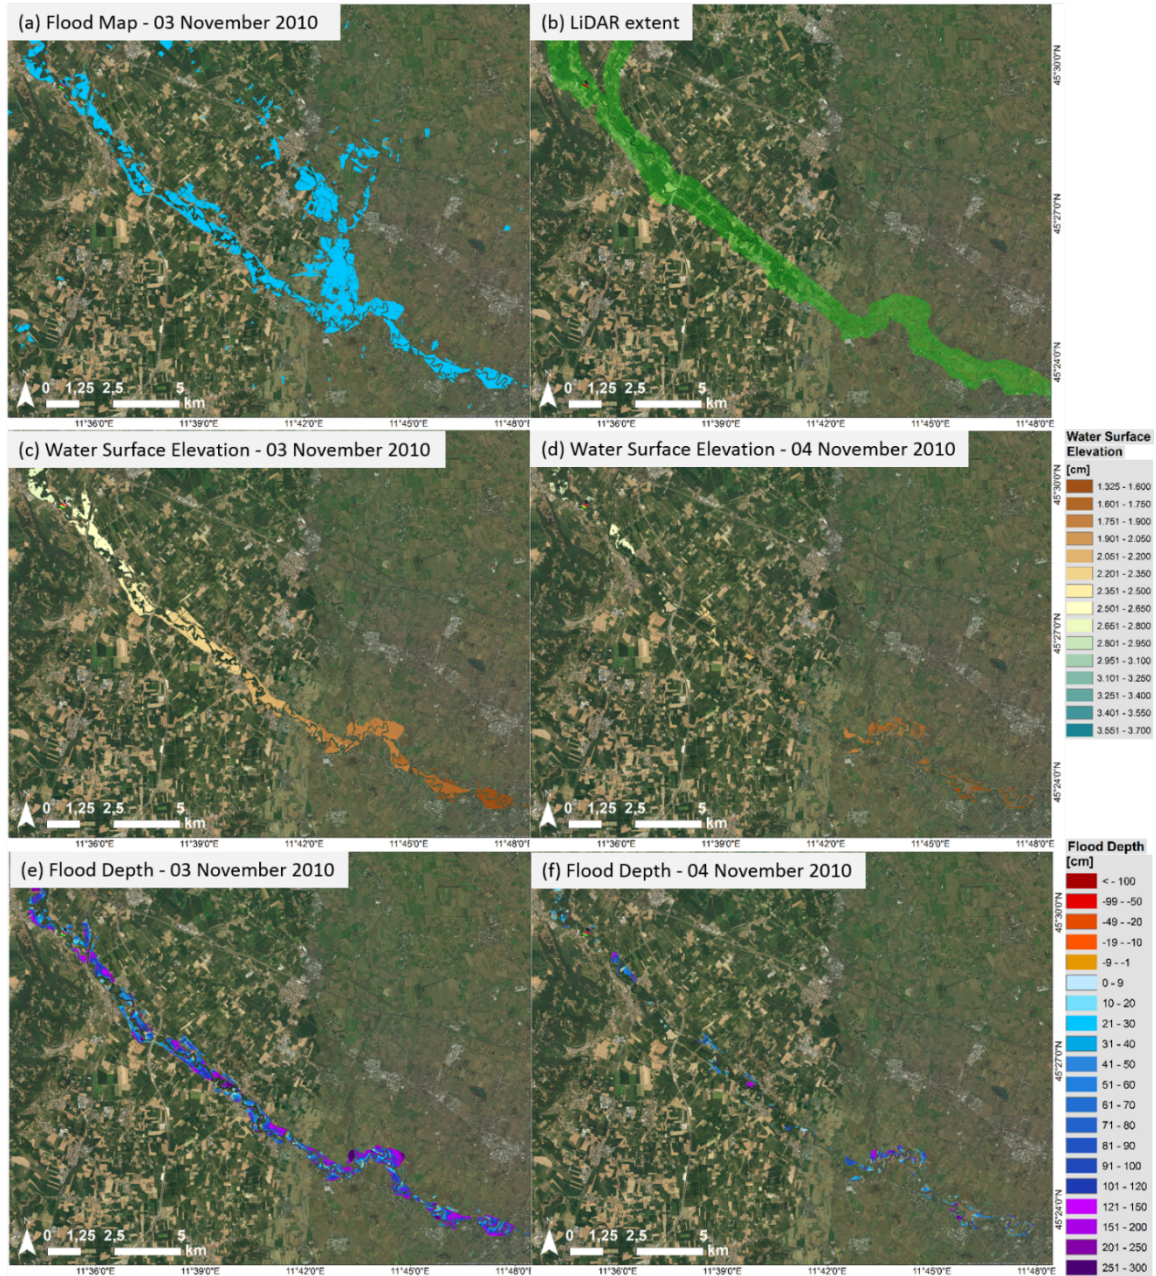 (a) Flood Map - 03 November 2010
(b) LiDAR extent
45°30'0"N
45°27'0"N
45°24'0"N
N
0 1,25 2,5 5
km
N
0 1,25 2,5 5
km
11°36'0"E 11°39'0"E 11°42'0"E 11°45'0"E 11°48'0"E
11°36'0"E 11°39'0"E 11°42'0"E 11°45'0"E 11°48'0"E
(c) Water Surface Elevation - 03 November 2010
(d) Water Surface Elevation - 04 November 2010
45°30'0"N
45°27'0"N
45°24'0"N
Water Surface
Elevation
[cm]
1.325 - 1.600
1.601 - 1.750
1.751 - 1.900
1.901 - 2.050
2.051 - 2.200
2.201 - 2.350
2.351 - 2.500
2.501 - 2.650
2.651 - 2.800
2.801 - 2.950
2.951 - 3.100
3.101 - 3.250
3.251 - 3.400
3.401 - 3.550
3.551 - 3.700
N
0 1,25 2,5 5
km
N
0 1,25 2,5 5
km
11°36'0"E 11°39'0"E 11°42'0"E 11°45'0"E 11°48'0"E
11°36'0"E 11°39'0"E 11°42'0"E 11°45'0"E 11°48'0"E
(e) Flood Depth - 03 November 2010
(f) Flood Depth - 04 November 2010
45°30'0"N
45°27'0"N
45°24'0"N
Flood Depth
[cm]
< - 100
-99 - -50
-49 - -20
-19 - -10
-9 - -1
0 - 9
10 - 20
21 - 30
31 - 40
41 - 50
51 - 60
61 - 70
71 - 80
81 - 90
91 - 100
101 - 120
121 - 150
151 - 200
201 - 250
251 - 300
N
0 1,25 2,5 5
km
N
0 1,25 2,5 5
km
11°36'0"E 11°39'0"E 11°42'0"E 11°45'0"E 11°48'0"E
11°36'0"E 11°39'0"E 11°42'0"E 11°45'0"E 11°48'0"E